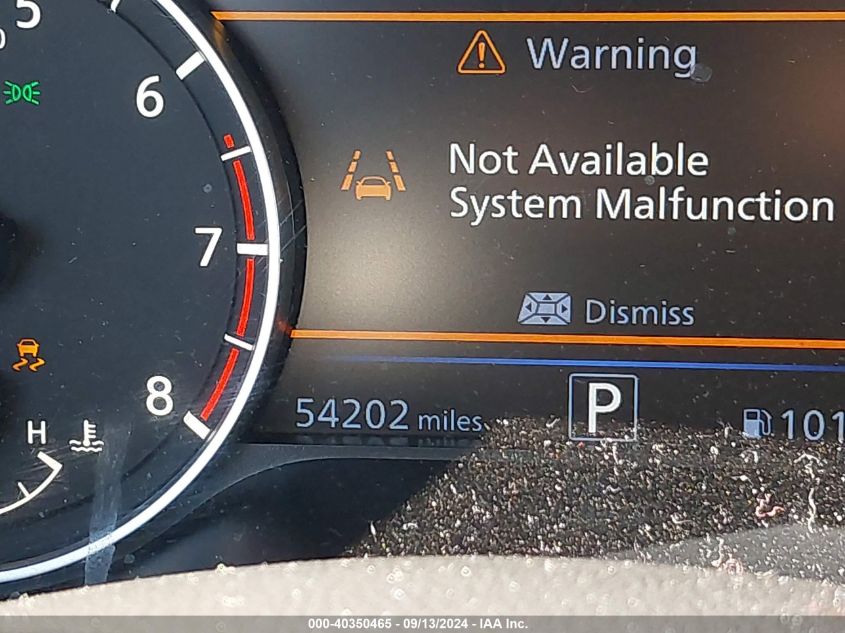 5
6
7
8
H
Warning
Not Available
System Malfunction
Dismiss
54202 miles
P
101
000-40350465 - 09/13/2024 - IAA Inc.